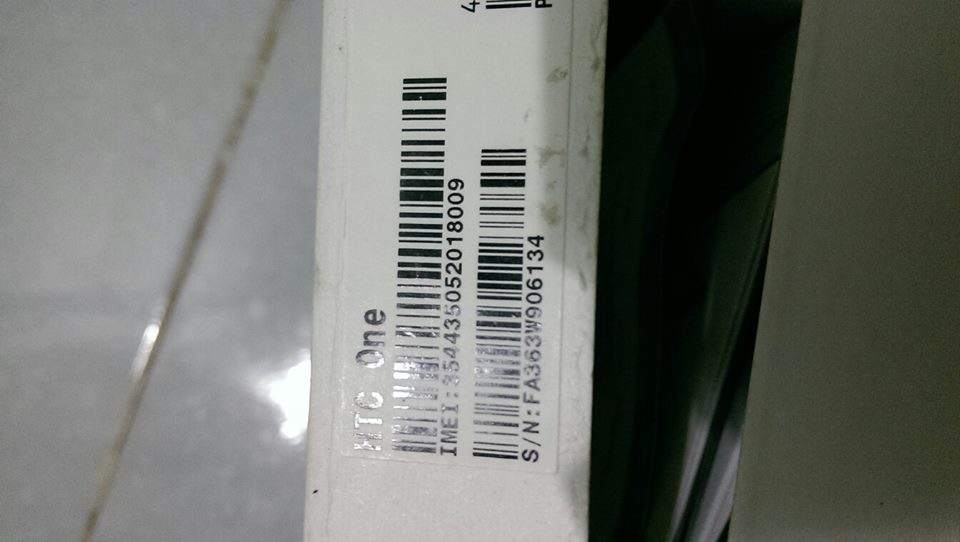 HTC One
IMEI:354435052018009
S/N:FA363W906134